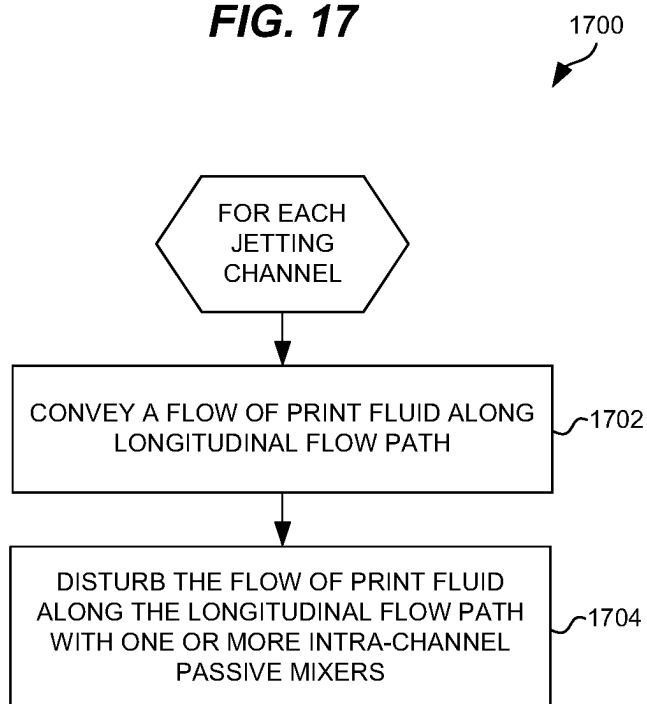 FIG. 17
1700
FOR EACH
JETTING
CHANNEL
CONVEY A FLOW OF PRINT FLUID ALONG
LONGITUDINAL FLOW PATH
1702
DISTURB THE FLOW OF PRINT FLUID
ALONG THE LONGITUDINAL FLOW PATH
WITH ONE OR MORE INTRA-CHANNEL
PASSIVE MIXERS
1704